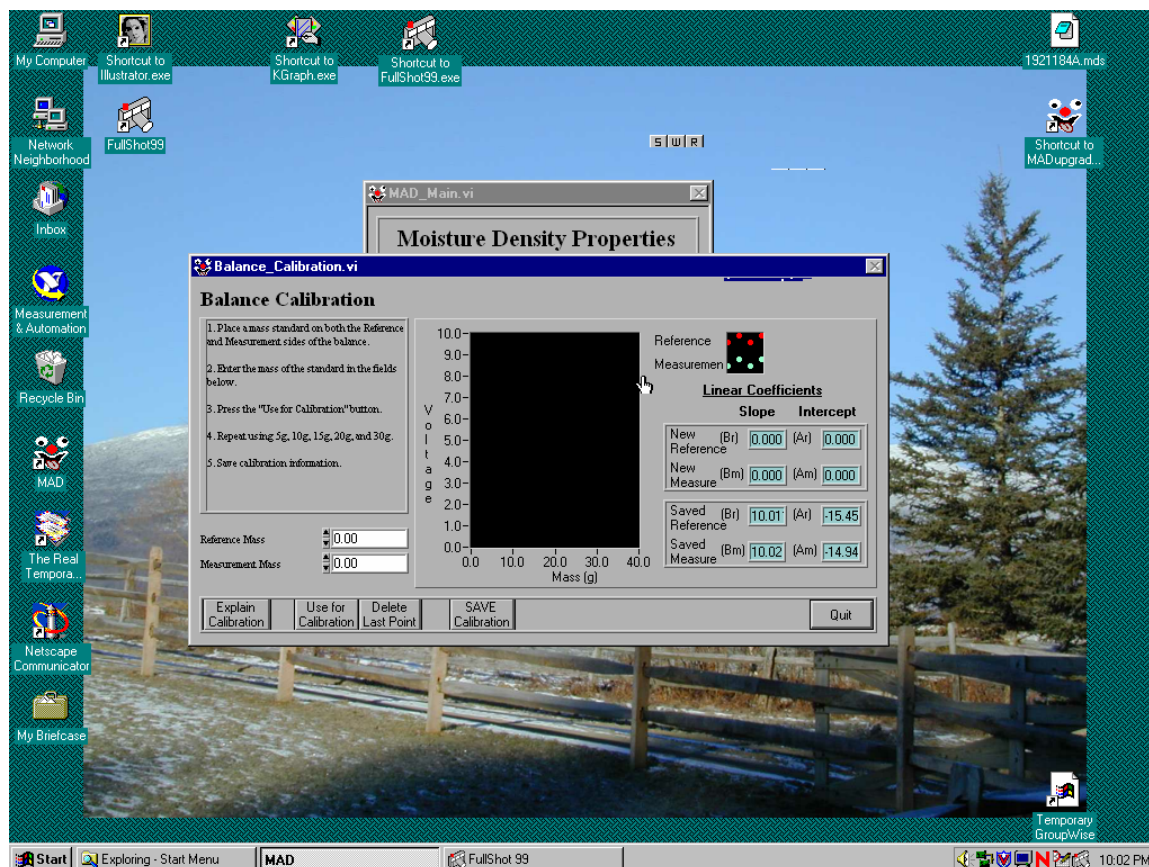 My Computer
Shortcut to
Illustrator.exe
Shortcut to
KGraph.exe
Shortcut to
FullShot99.exe
1921184A.mds
Network
Neighborhood
FullShot99
S W R
Shortcut to
MADupgrad...
Inbox
MAD_Main.vi
Moisture Density Properties
Measurement
& Automation
Recycle Bin
MAD
The Real
Tempora...
Netscape
Communicator
My Briefcase
Balance_Calibration.vi
Balance Calibration
1. Place a mass standard on both the Reference
and Measurement sides of the balance.
2. Enter the mass of the standard in the fields
below.
3. Press the "Use for Calibration" button.
4. Repeat using 5g, 10g, 15g, 20g, and 30g.
5. Save calibration information.
Reference Mass 0.00
Measurement Mass 0.00
Voltage
10.0
9.0
8.0
7.0
6.0
5.0
4.0
3.0
2.0
1.0
0.0
0.0 10.0 20.0 30.0 40.0
Mass (g)
Reference
Measuremen
Linear Coefficients
Slope Intercept
New
Reference (Br) 0.000 (Ar) 0.000
New
Measure (Bm) 0.000 (Am) 0.000
Saved
Reference (Br) 10.01 (Ar) -15.45
Saved
Measure (Bm) 10.02 (Am) -14.94
Explain
Calibration
Use for
Calibration
Delete
Last Point
SAVE
Calibration
Quit
Temporary
GroupWise
Start Exploring - Start Menu MAD FullShot 99 10:02 PM